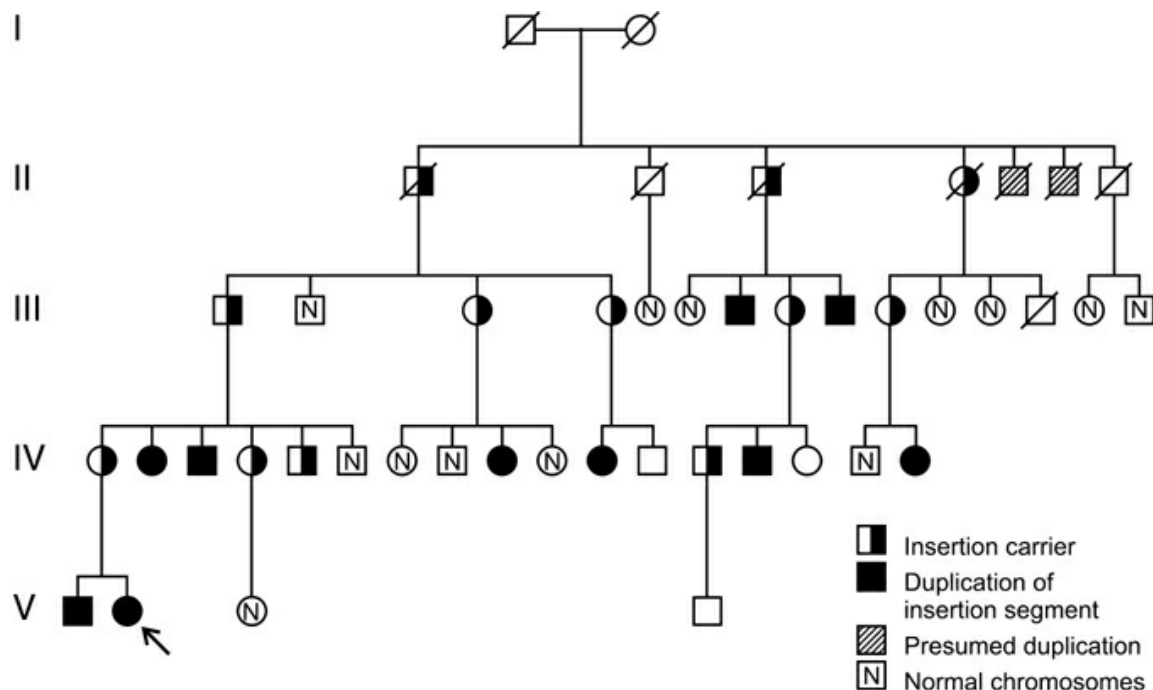 I
II
III
N
N
N
N
N
N
N
IV
N
N
N
N
N
V
N
Insertion carrier
Duplication of
insertion segment
Presumed duplication
N Normal chromosomes